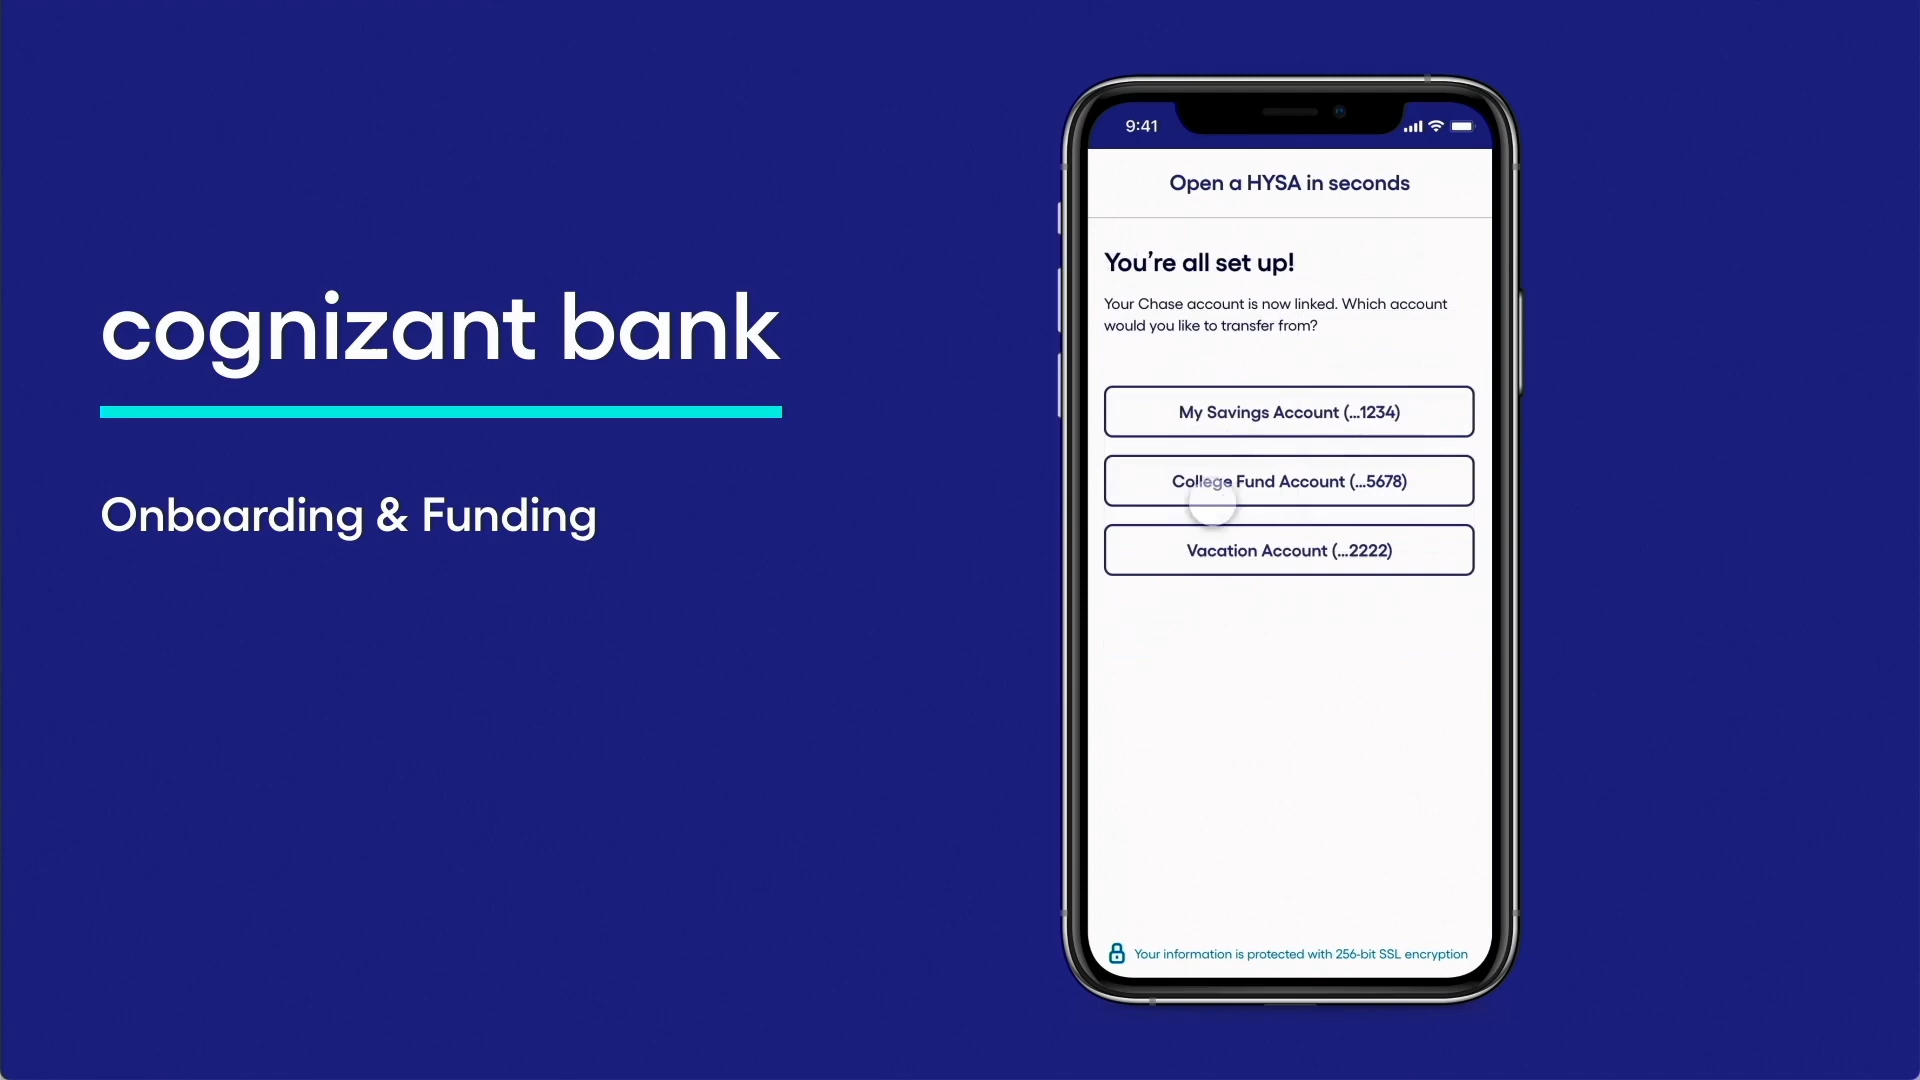 cognizant bank
Onboarding & Funding
9:41
Open a HYSA in seconds
You're all set up!
Your Chase account is now linked. Which account
would you like to transfer from?
My Savings Account (...1234)
College Fund Account (...5678)
Vacation Account (...2222)
Your information is protected with 256-bit SSL encryption